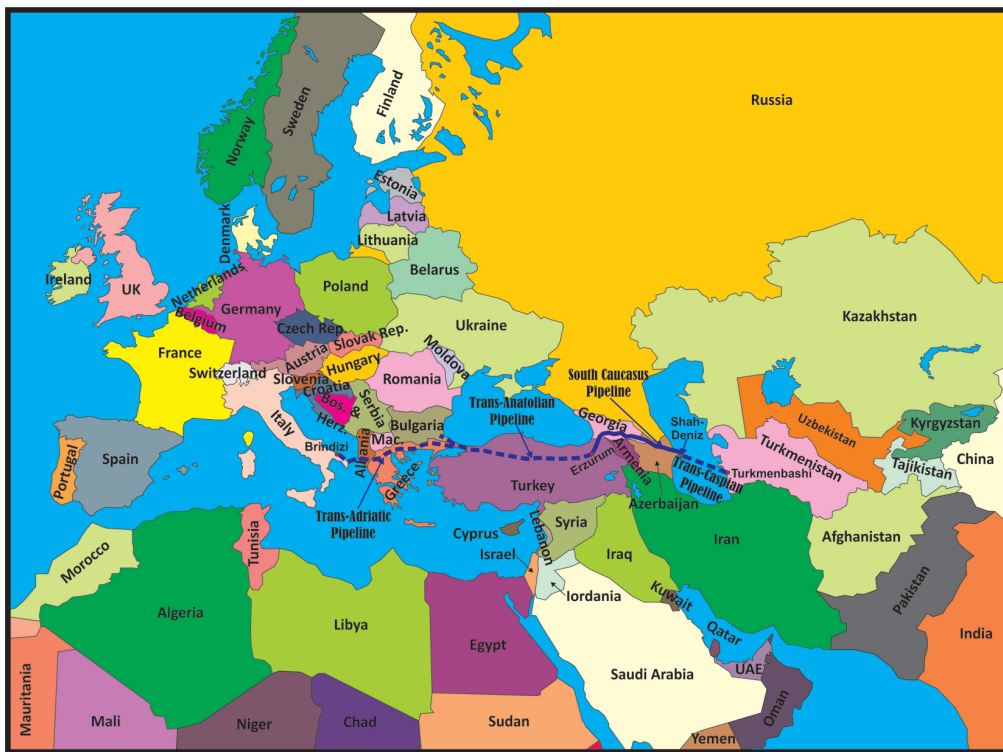 Russia
Finland
Sweden
Norway
Estonia
Latvia
Lithuania
Denmark
Belarus
Ireland
UK
Netherlands
Poland
Germany
Belgium
Kazakhstan
Czech Rep.
Ukraine
Slovak Rep.
France
Austria
Moldova
Switzerland
Hungary
Slovenia
Romania
South Caucasus
Pipeline
Croatia
Trans-Anatolian
Pipeline
Bos. &
Herz.
Serbia
Italy
Bulgaria
Georgia
Shah-
Deniz
Uzbekistan
Kyrgyzstan
Brindizi
Mac.
Albania
Turkmenistan
Tajikistan
China
Portugal
Spain
Erzurum
Armenia
Trans-Caspian
Pipeline
Turkmenbashi
Greece
Turkey
Azerbaijan
Trans-Adriatic
Pipeline
Syria
Cyprus
Lebanon
Iran
Afghanistan
Tunisia
Israel
Iraq
Morocco
Pakistan
Iordania
Kuwait
Algeria
Libya
Egypt
Qatar
India
Saudi Arabia
UAE
Mauritania
Oman
Mali
Niger
Chad
Sudan
Yemen